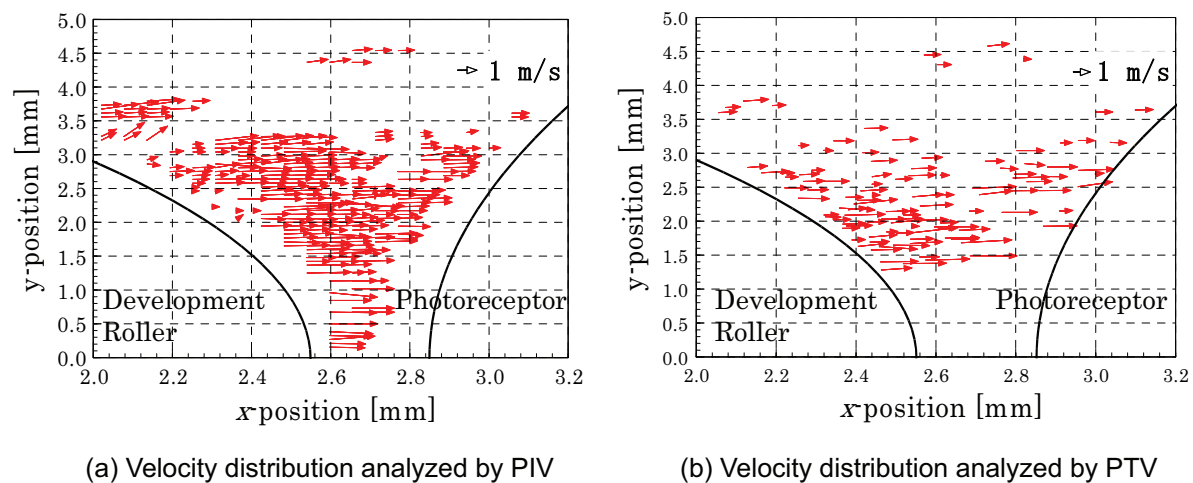 5.0
4.5
4.0
3.5
3.0
2.5
2.0
1.5
1.0
0.5
0.0
y-position [mm]
1 m/s
Development
Roller
Photoreceptor
2.0 2.2 2.4 2.6 2.8 3.0 3.2
x-position [mm]
(a) Velocity distribution analyzed by PIV
5.0
4.5
4.0
3.5
3.0
2.5
2.0
1.5
1.0
0.5
0.0
y-position [mm]
1 m/s
Development
Roller
Photoreceptor
2.0 2.2 2.4 2.6 2.8 3.0 3.2
x-position [mm]
(b) Velocity distribution analyzed by PTV